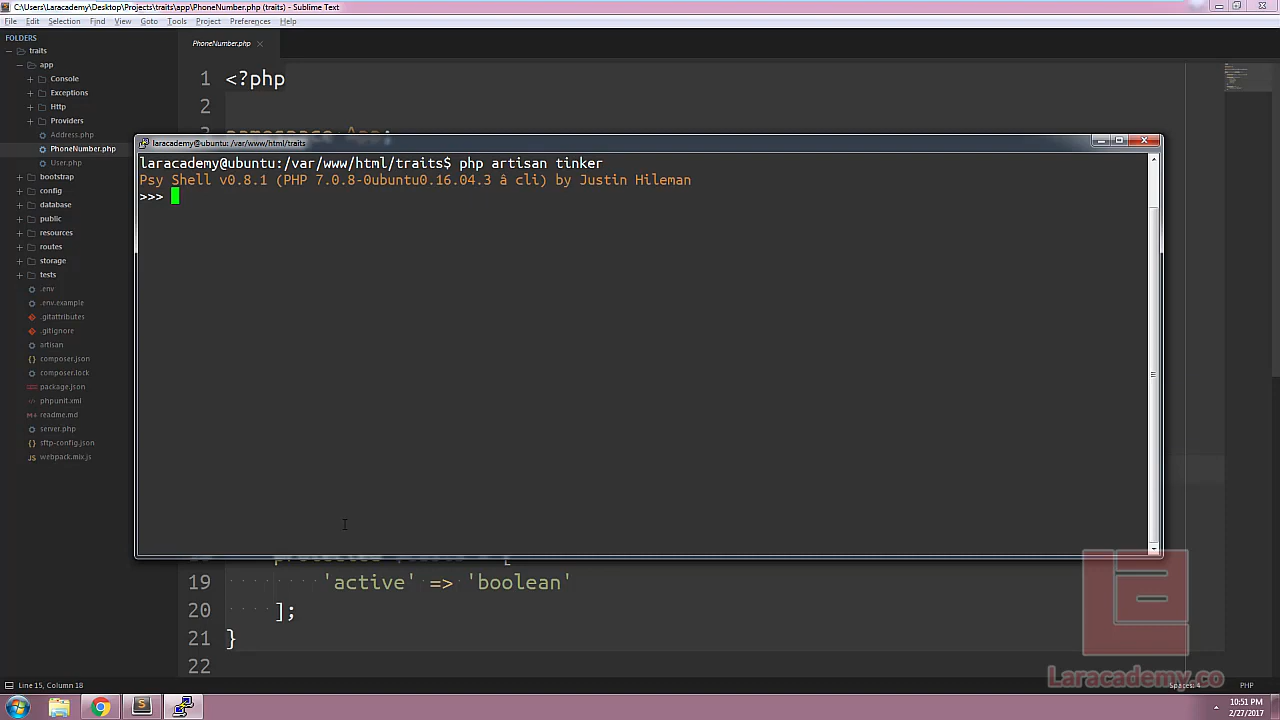 C:\Users\Laracademy\Desktop\Projects\traits\app\PhoneNumber.php (traits) - Sublime Text
File Edit Selection Find View Goto Tools Project Preferences Help
FOLDERS
traits
app
Console
Exceptions
Http
Providers
Address.php
PhoneNumber.php
User.php
bootstrap
config
database
public
resources
routes
storage
tests
.env
.env.example
.gitattributes
.gitignore
artisan
composer.json
composer.lock
package.json
phpunit.xml
readme.md
server.php
sftp-config.json
webpack.mix.js
PhoneNumber.php
1 <?php
2
3 namespace App;
laracademy@ubuntu: /var/www/html/traits
laracademy@ubuntu:/var/www/html/traits$ php artisan tinker
Psy Shell v0.8.1 (PHP 7.0.8-0ubuntu0.16.04.3 â cli) by Justin Hileman
>>>
19 'active' => 'boolean'
20 ];
21 }
22
Laracademy.co
Line 15, Column 18
Spaces: 4
PHP
10:51 PM
2/27/2017